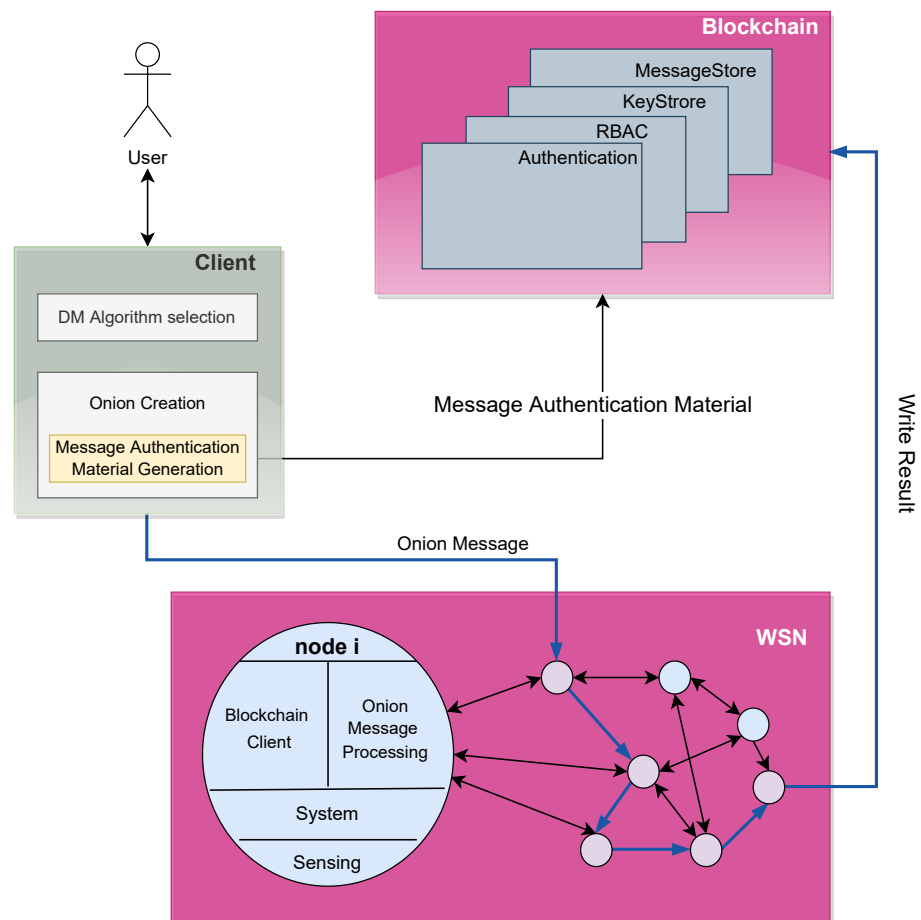 Blockchain
MessageStore
KeyStrore
RBAC
Authentication
User
Client
DM Algorithm selection
Onion Creation
Message Authentication
Material Generation
Message Authentication Material
Write Result
Onion Message
WSN
node i
Blockchain
Client
Onion
Message
Processing
System
Sensing